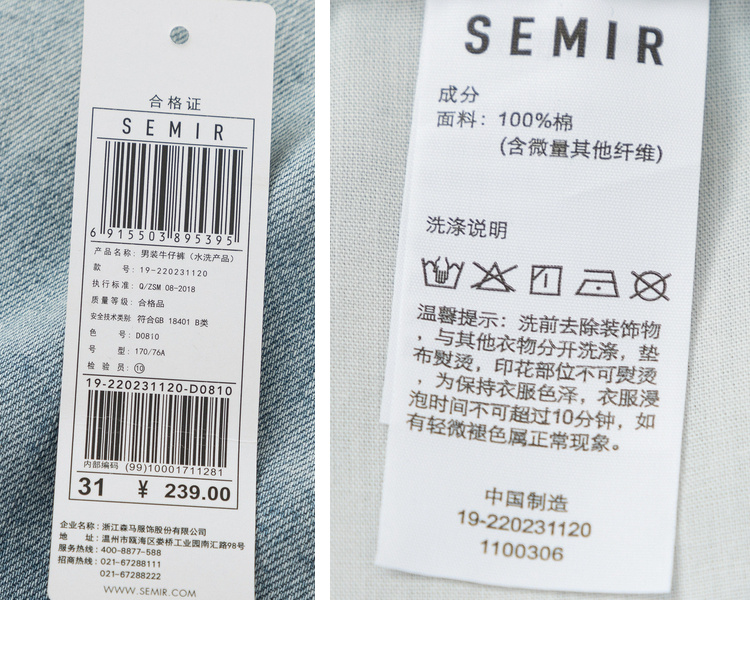 合格证
SEMIR
6 915503 895395
产品名称: 男装牛仔裤 (水洗产品)
款 号: 19-220231120
执行标准: Q/ZSM 08-2018
质量等级: 合格品
安全技术类别 符合GB 18401 B类
色 号: D0810
号 型: 170/76A
检 验 员: ⑩
19-220231120-D0810
内部编码 (99)10001711281
31 ¥ 239.00
企业名称: 浙江森马服饰股份有限公司
地 址: 温州市瓯海区娄桥工业园南汇路98号
服务热线: 400-8877-588
招商热线: 021-67288111
021-67288222
WWW.SEMIR.COM
SEMIR
成分
面料: 100%棉
(含微量其他纤维)
洗涤说明
温馨提示: 洗前去除装饰物
, 与其他衣物分开洗涤, 垫
布熨烫, 印花部位不可熨烫
, 为保持衣服色泽, 衣服浸
泡时间不可超过10分钟, 如
有轻微褪色属正常现象。
中国制造
19-220231120
1100306